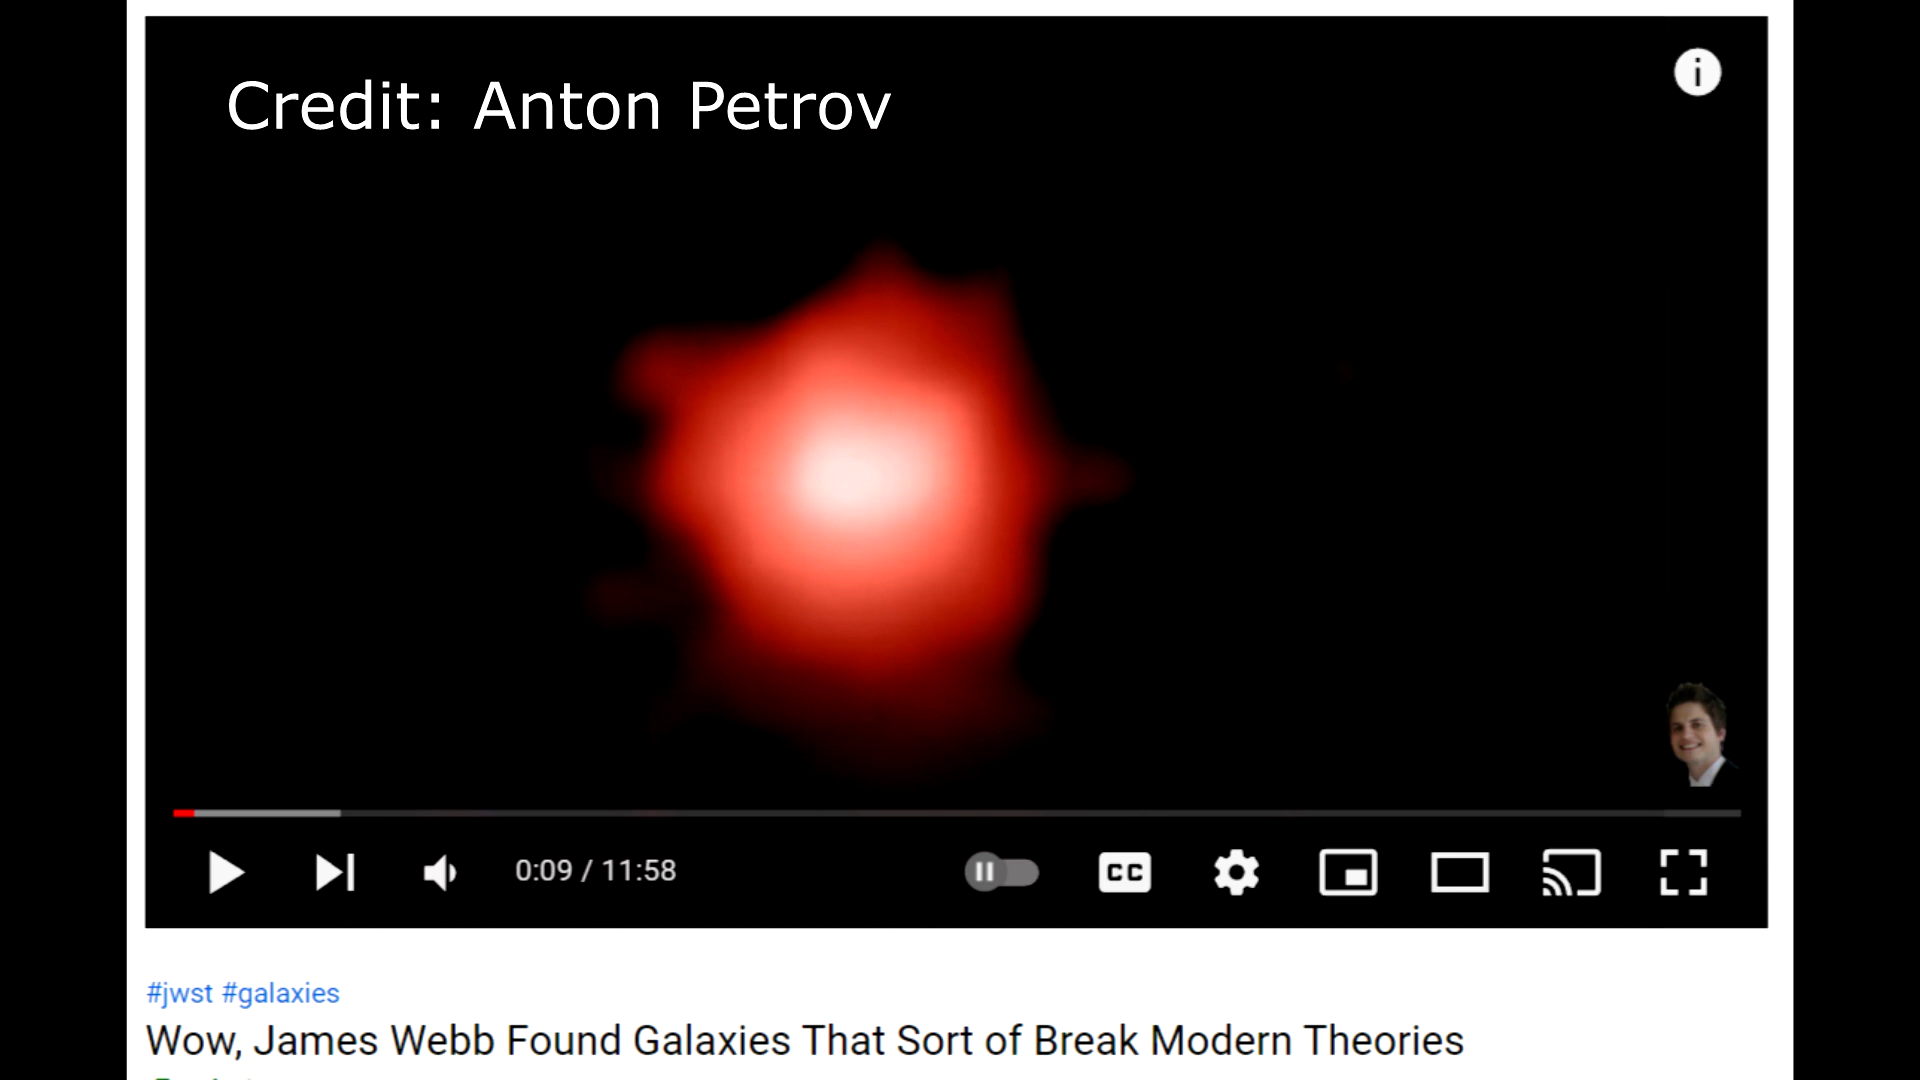 Credit: Anton Petrov
i
0:09 / 11:58
CC
#jwst #galaxies
Wow, James Webb Found Galaxies That Sort of Break Modern Theories